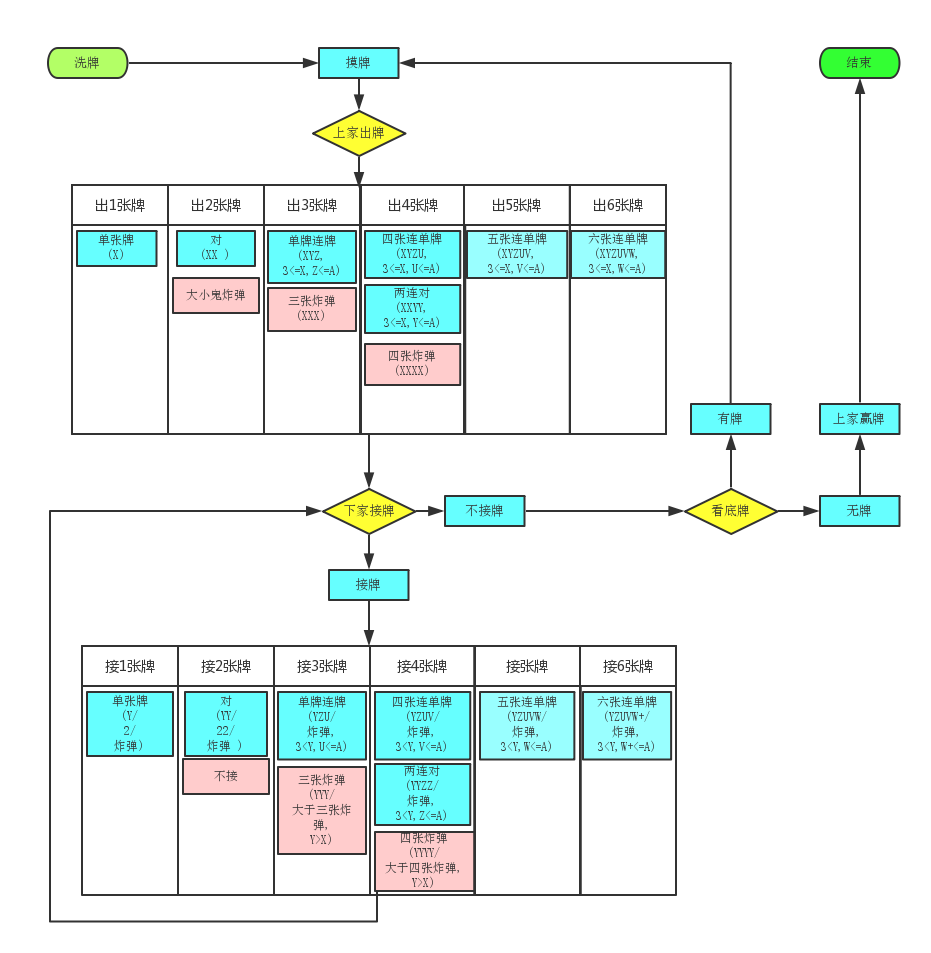 洗牌
摸牌
结束
上家出牌
出1张牌
出2张牌
出3张牌
出4张牌
出5张牌
出6张牌
单张牌
(X)
对
(XX )
大小鬼炸弹
单牌连牌
(XYZ,
3<=X,Z<=A)
三张炸弹
(XXX)
四张连单牌
(XYZU,
3<=X,U<=A)
两连对
(XXYY,
3<=X,Y<=A)
四张炸弹
(XXXX)
五张连单牌
(XYZUV,
3<=X,V<=A)
六张连单牌
(XYZUVW,
3<=X,W<=A)
有牌
上家赢牌
下家接牌
不接牌
看底牌
无牌
接牌
接1张牌
接2张牌
接3张牌
接4张牌
接张牌
接6张牌
单张牌
(Y/
2/
炸弹)
对
(YY/
22/
炸弹 )
不接
单牌连牌
(YZU/
炸弹,
3<Y,U<=A)
三张炸弹
(YYY/
大于三张炸
弹,
Y>X)
四张连单牌
(YZUV/
炸弹,
3<Y,V<=A)
两连对
(YYZZ/
炸弹,
3<Y,Z<=A)
四张炸弹
(YYYY/
大于四张炸弹,
Y>X)
五张连单牌
(YZUVW/
炸弹,
3<Y,W<=A)
六张连单牌
(YZUVW+/
炸弹,
3<Y,W+<=A)